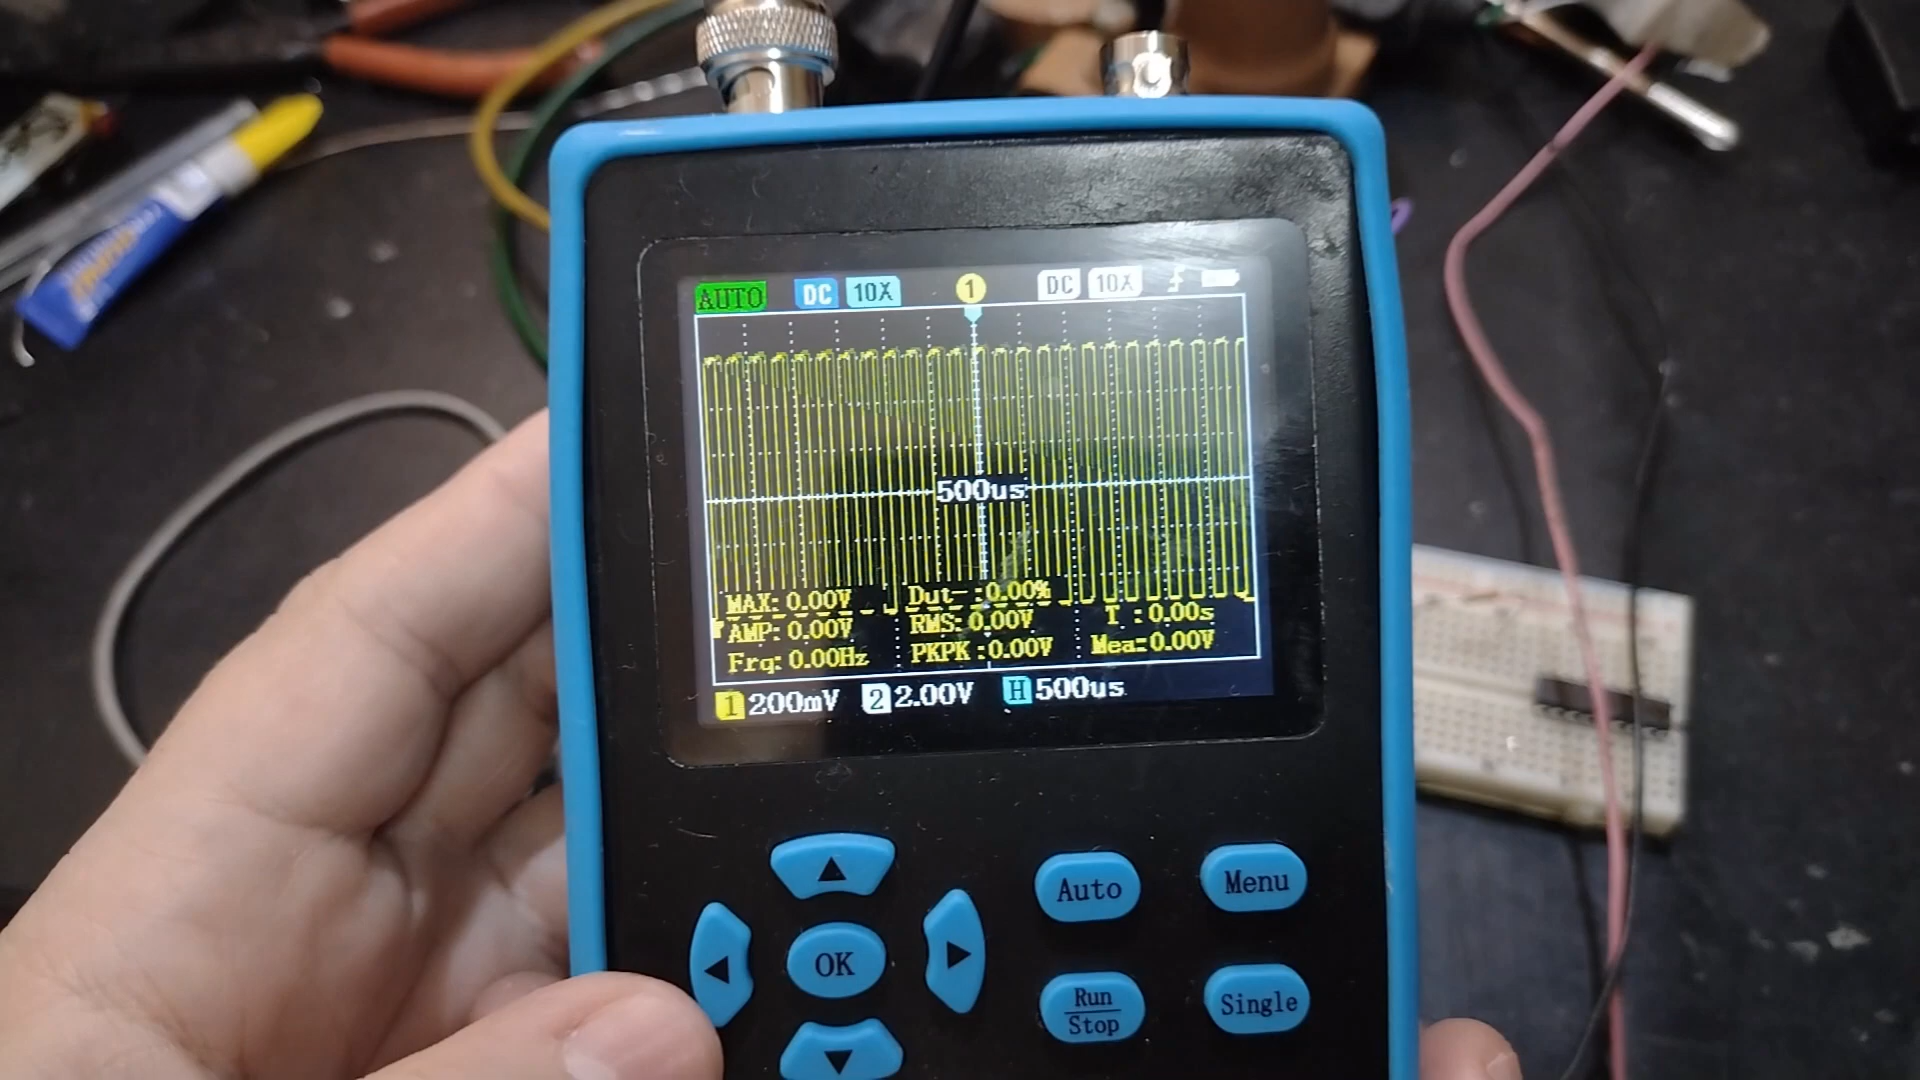 AUTO DC 10X 1 DC 10X
500us
MAX: 0.00V Dut-:0.00%
AMP: 0.00V RMS: 0.00V T :0.00s
Frq: 0.00Hz PKPK:0.00V Mea:0.00V
1 200mV 2 2.00V H 500us
Auto Menu
OK
Run
Stop
Single